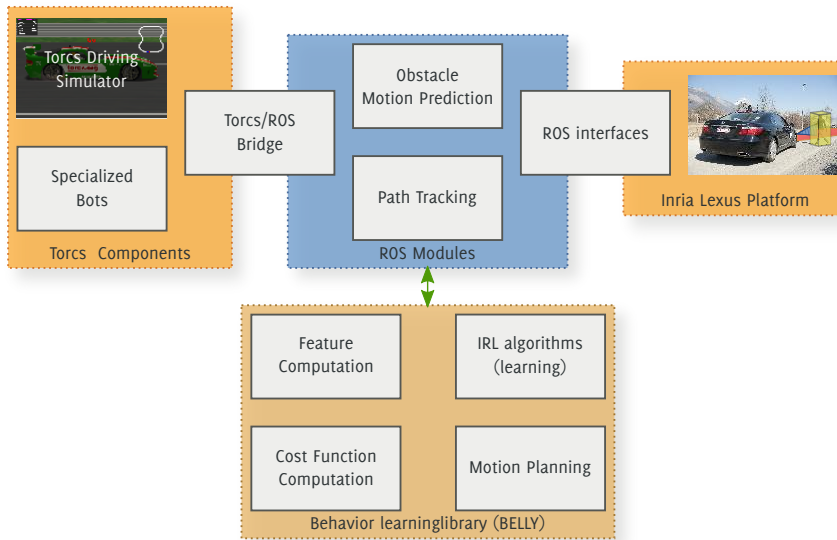 Torcs Driving
Simulator
Specialized
Bots
Torcs Components
Torcs/ROS
Bridge
Obstacle
Motion Prediction
Path Tracking
ROS Modules
ROS interfaces
Inria Lexus Platform
Feature
Computation
IRL algorithms
(learning)
Cost Function
Computation
Motion Planning
Behavior learninglibrary (BELLY)